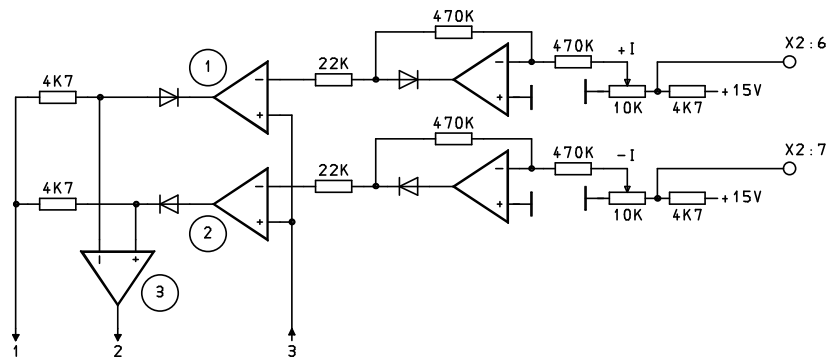 470K
X2:6
470K
+I
1
22K
4K7
-
-
+
+
10K
4K7
+15V
470K
X2:7
470K
-I
22K
4K7
-
-
+
+
10K
4K7
+15V
2
- +
3
1
2
3